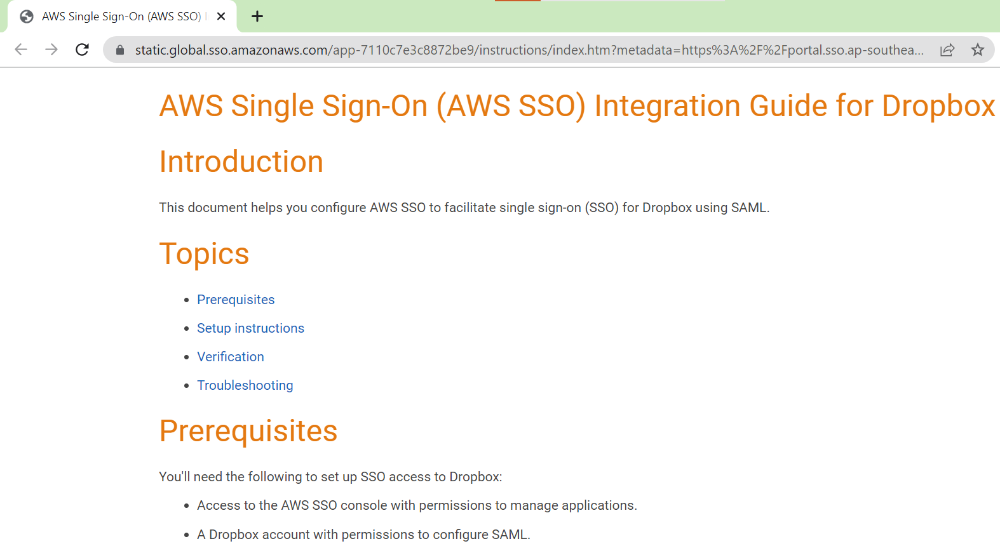 AWS Single Sign-On (AWS SSO)
static.global.sso.amazonaws.com/app-7110c7e3c8872be9/instructions/index.htm?metadata=https%3A%2F%2Fportal.sso.ap-southea...
AWS Single Sign-On (AWS SSO) Integration Guide for Dropbox
Introduction
This document helps you configure AWS SSO to facilitate single sign-on (SSO) for Dropbox using SAML.
Topics
Prerequisites
Setup instructions
Verification
Troubleshooting
Prerequisites
You'll need the following to set up SSO access to Dropbox:
Access to the AWS SSO console with permissions to manage applications.
A Dropbox account with permissions to configure SAML.